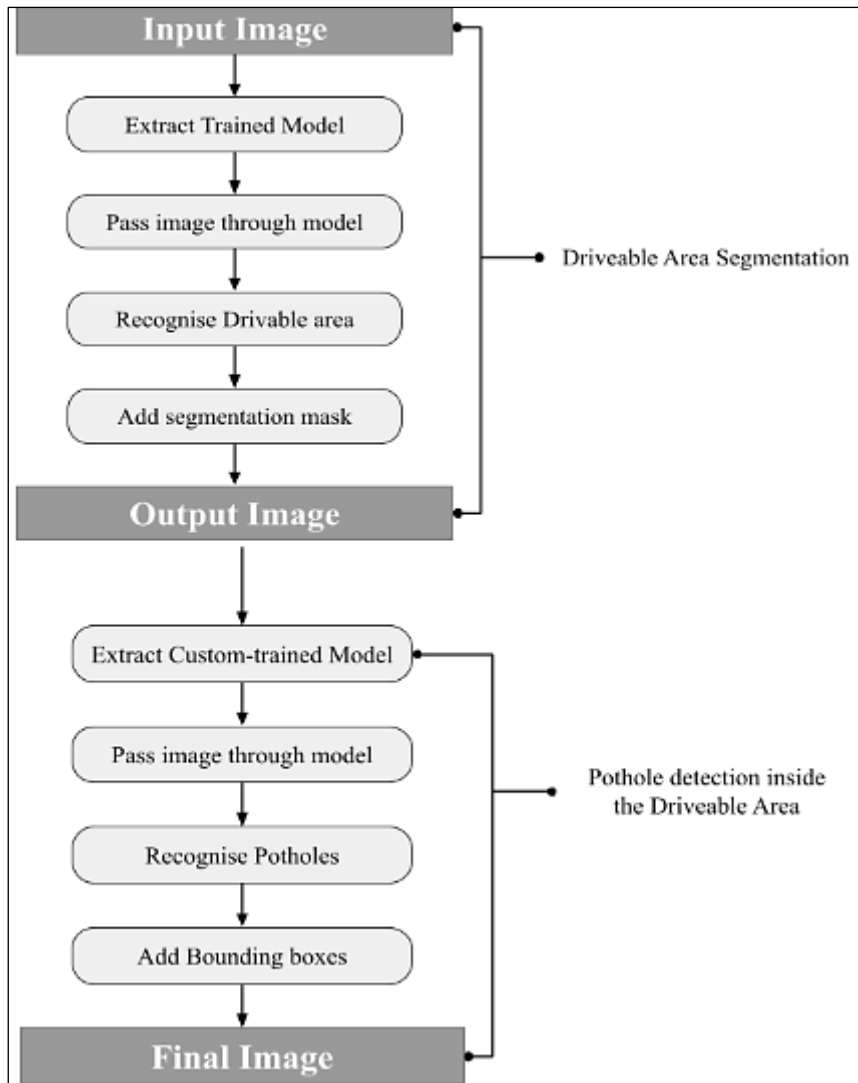 Input Image
Extract Trained Model
Pass image through model
Recognise Drivable area
Driveable Area Segmentation
Add segmentation mask
Output Image
Extract Custom-trained Model
Pass image through model
Pothole detection inside
the Driveable Area
Recognise Potholes
Add Bounding boxes
Final Image